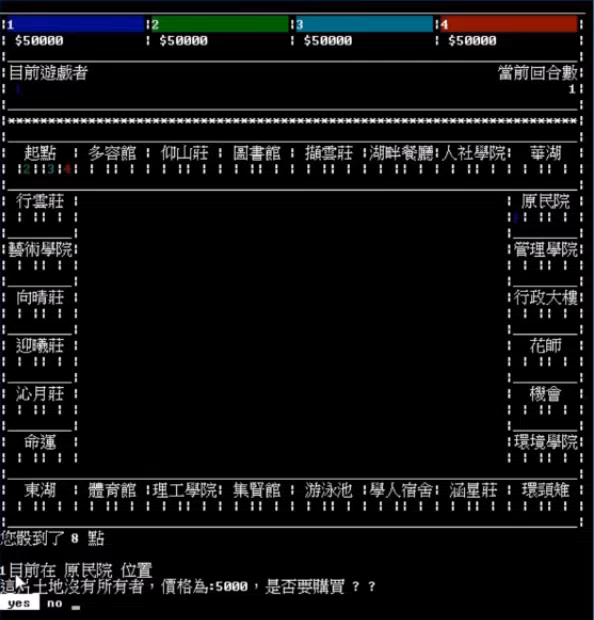 1 2 3 4
$50000 $50000 $50000 $50000
目前遊戲者 當前回合數
1 1
******************************************************************************
起點 多容館 仰山莊 圖書館 擷雲莊 湖畔餐廳 人社學院 華湖
2 3 4
行雲莊 原民院
1
藝術學院 管理學院
向晴莊 行政大樓
迎曦莊 花師
沁月莊 機會
命運 環境學院
東湖 體育館 理工學院 集賢館 游泳池 學人宿舍 涵星莊 環頸雉
您骰到了 8 點
1目前在 原民院 位置
這片土地沒有所有者，價格為:5000，是否要購買？？
yes no _